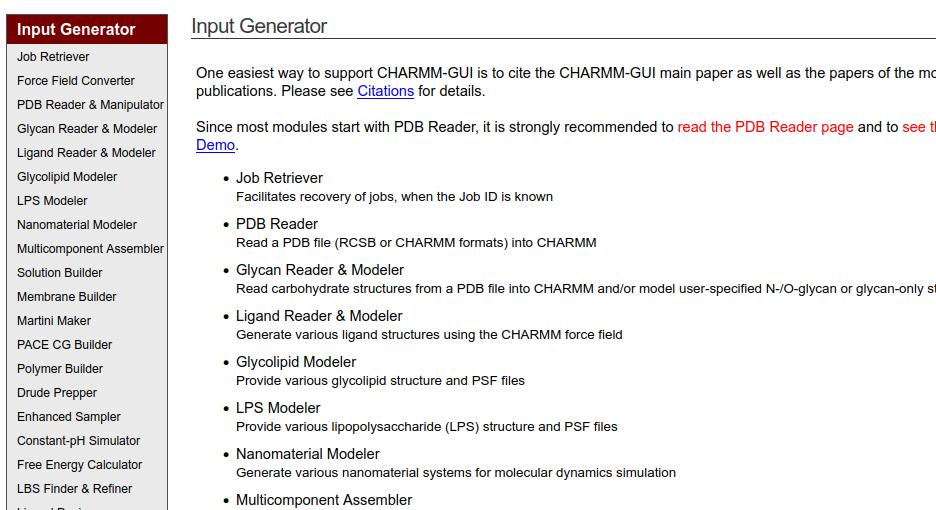 Input Generator
Job Retriever
Force Field Converter
PDB Reader & Manipulator
Glycan Reader & Modeler
Ligand Reader & Modeler
Glycolipid Modeler
LPS Modeler
Nanomaterial Modeler
Multicomponent Assembler
Solution Builder
Membrane Builder
Martini Maker
PACE CG Builder
Polymer Builder
Drude Prepper
Enhanced Sampler
Constant-pH Simulator
Free Energy Calculator
LBS Finder & Refiner
Input Generator
One easiest way to support CHARMM-GUI is to cite the CHARMM-GUI main paper as well as the papers of the
publications. Please see Citations for details.
Since most modules start with PDB Reader, it is strongly recommended to read the PDB Reader page and to see
Demo.
• Job Retriever
Facilitates recovery of jobs, when the Job ID is known
• PDB Reader
Read a PDB file (RCSB or CHARMM formats) into CHARMM
• Glycan Reader & Modeler
Read carbohydrate structures from a PDB file into CHARMM and/or model user-specified N-/O-glycan or glycan-only
• Ligand Reader & Modeler
Generate various ligand structures using the CHARMM force field
• Glycolipid Modeler
Provide various glycolipid structure and PSF files
• LPS Modeler
Provide various lipopolysaccharide (LPS) structure and PSF files
• Nanomaterial Modeler
Generate various nanomaterial systems for molecular dynamics simulation
• Multicomponent Assembler